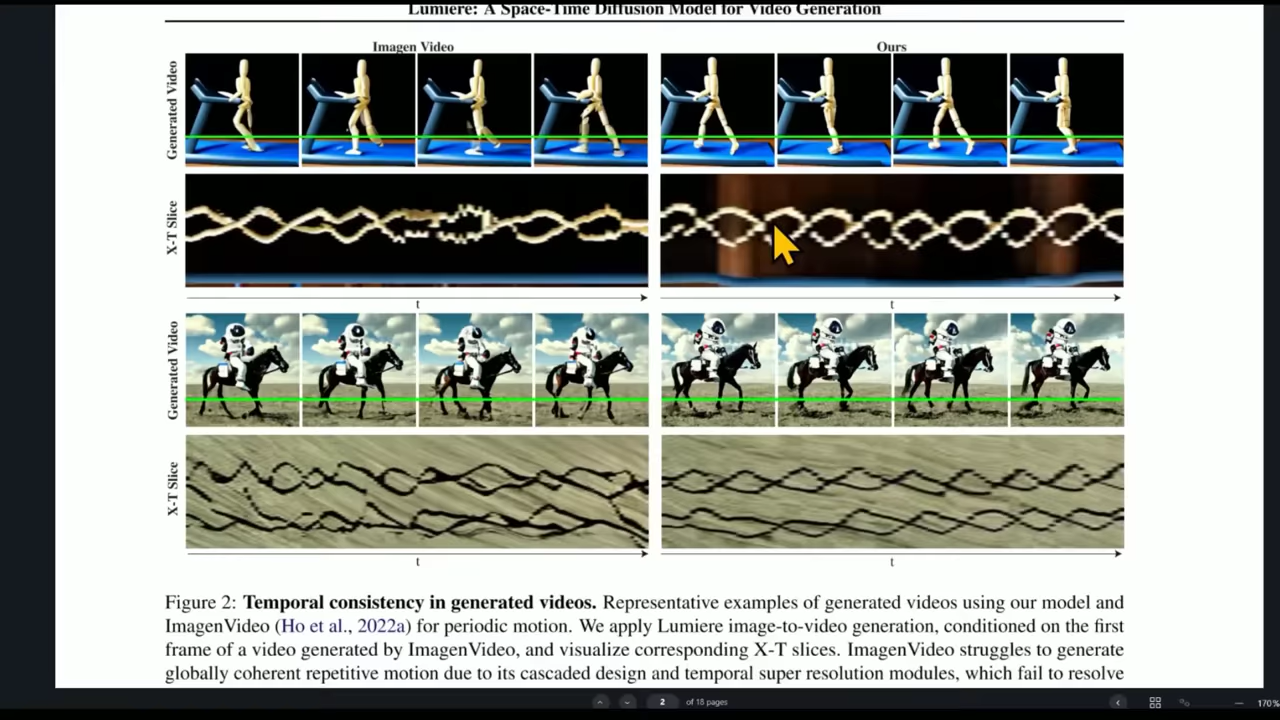 Lumiere: A Space-Time Diffusion Model for Video Generation
Imagen Video
Ours
Generated Video
X-T Slice
t
t
Generated Video
X-T Slice
t
t
Figure 2: Temporal consistency in generated videos. Representative examples of generated videos using our model and
ImagenVideo (Ho et al., 2022a) for periodic motion. We apply Lumiere image-to-video generation, conditioned on the first
frame of a video generated by ImagenVideo, and visualize corresponding X-T slices. ImagenVideo struggles to generate
globally coherent repetitive motion due to its cascaded design and temporal super resolution modules, which fail to resolve
2 of 18 pages
170%